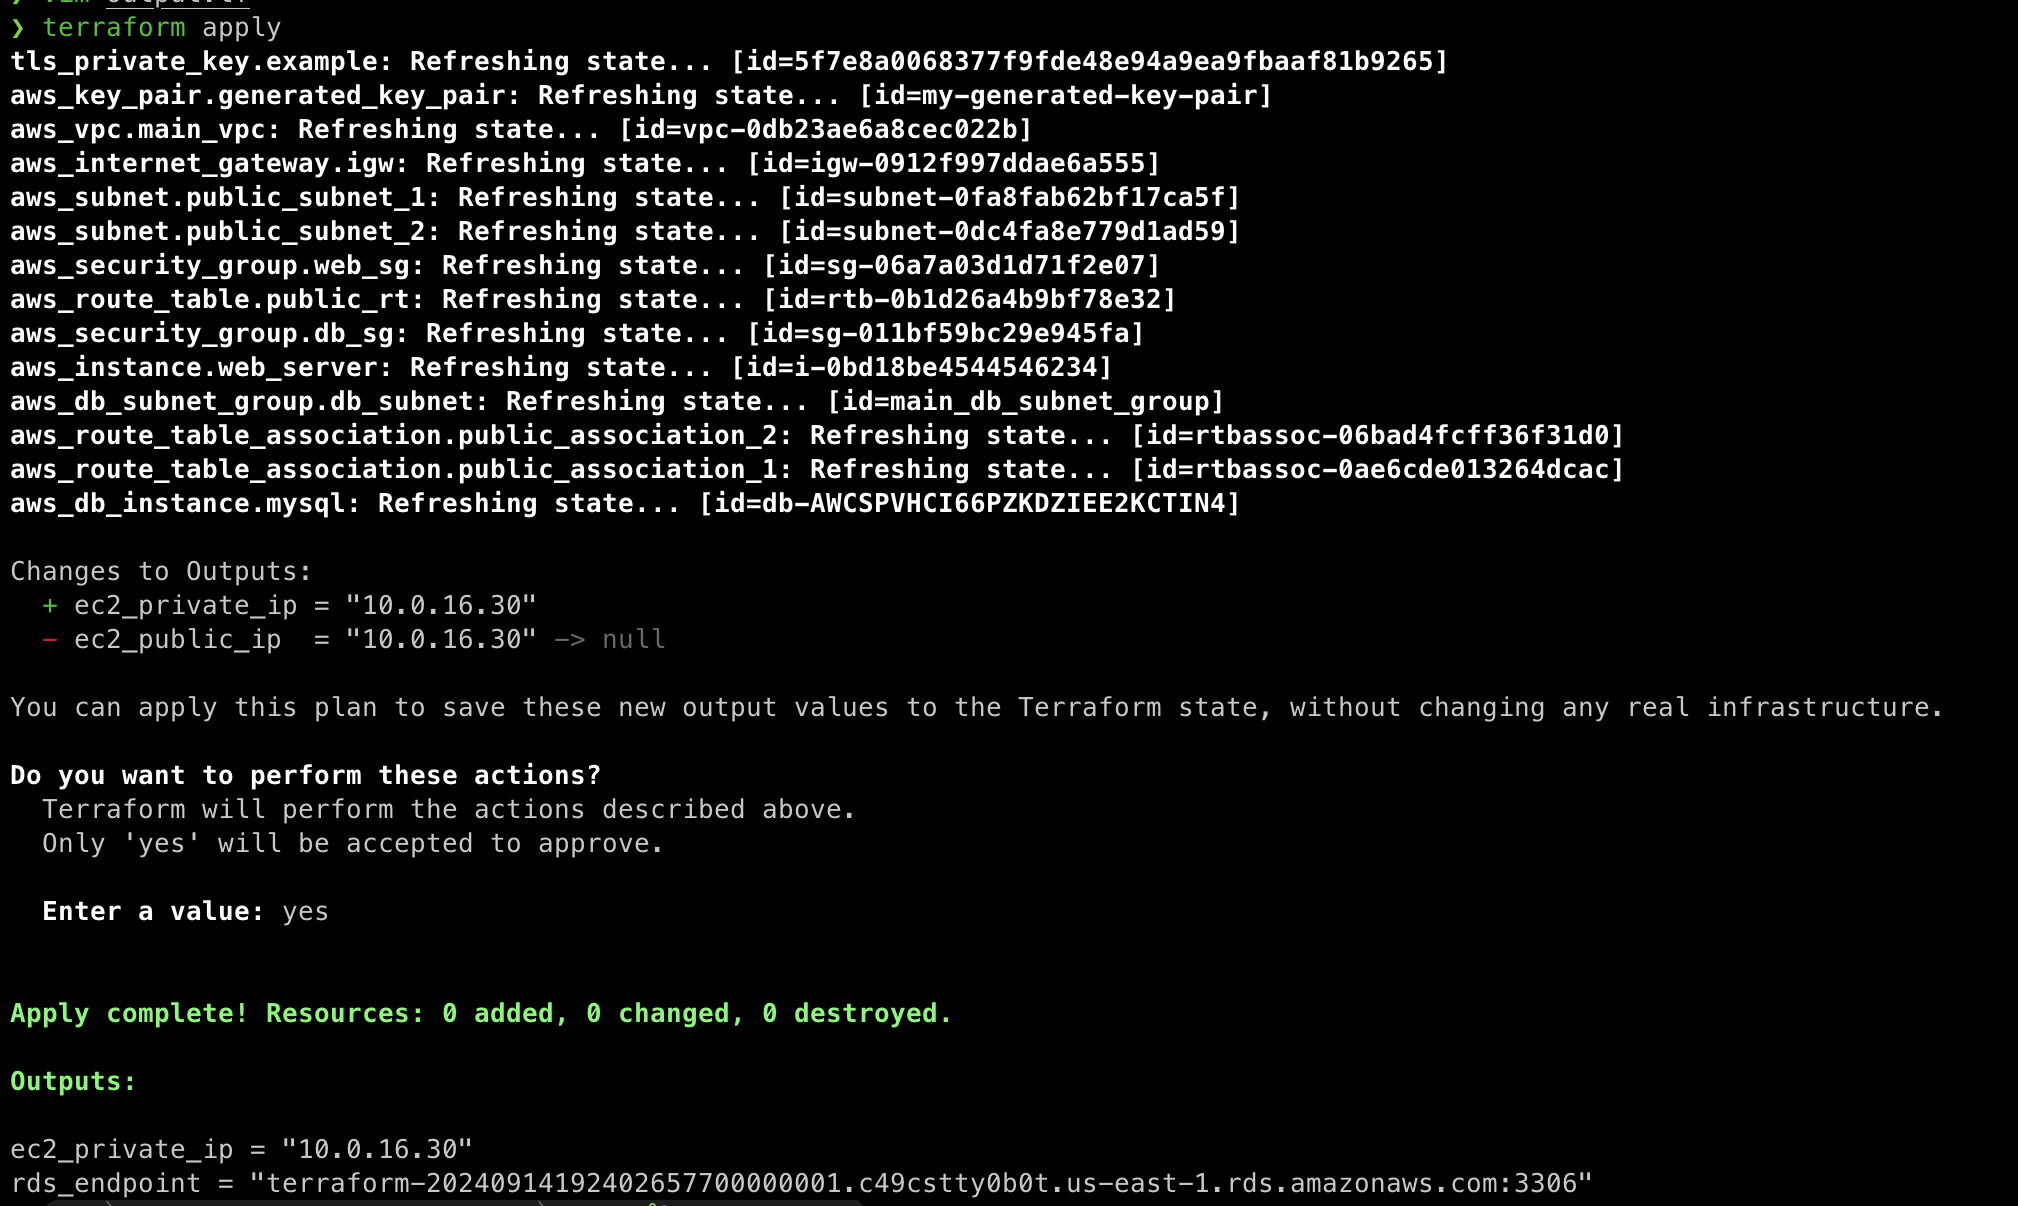 ❯ vim output.tf
❯ terraform apply
tls_private_key.example: Refreshing state... [id=5f7e8a0068377f9fde48e94a9ea9fbaaf81b9265]
aws_key_pair.generated_key_pair: Refreshing state... [id=my-generated-key-pair]
aws_vpc.main_vpc: Refreshing state... [id=vpc-0db23ae6a8cec022b]
aws_internet_gateway.igw: Refreshing state... [id=igw-0912f997ddae6a555]
aws_subnet.public_subnet_1: Refreshing state... [id=subnet-0fa8fab62bf17ca5f]
aws_subnet.public_subnet_2: Refreshing state... [id=subnet-0dc4fa8e779d1ad59]
aws_security_group.web_sg: Refreshing state... [id=sg-06a7a03d1d71f2e07]
aws_route_table.public_rt: Refreshing state... [id=rtb-0b1d26a4b9bf78e32]
aws_security_group.db_sg: Refreshing state... [id=sg-011bf59bc29e945fa]
aws_instance.web_server: Refreshing state... [id=i-0bd18be4544546234]
aws_db_subnet_group.db_subnet: Refreshing state... [id=main_db_subnet_group]
aws_route_table_association.public_association_2: Refreshing state... [id=rtbassoc-06bad4fcff36f31d0]
aws_route_table_association.public_association_1: Refreshing state... [id=rtbassoc-0ae6cde013264dcac]
aws_db_instance.mysql: Refreshing state... [id=db-AWCSPVHCI66PZKDZIEE2KCTIN4]
Changes to Outputs:
+ ec2_private_ip = "10.0.16.30"
- ec2_public_ip  = "10.0.16.30" -> null
You can apply this plan to save these new output values to the Terraform state, without changing any real infrastructure.
Do you want to perform these actions?
Terraform will perform the actions described above.
Only 'yes' will be accepted to approve.
Enter a value: yes
Apply complete! Resources: 0 added, 0 changed, 0 destroyed.
Outputs:
ec2_private_ip = "10.0.16.30"
rds_endpoint = "terraform-20240914192402657700000001.c49cstty0b0t.us-east-1.rds.amazonaws.com:3306"